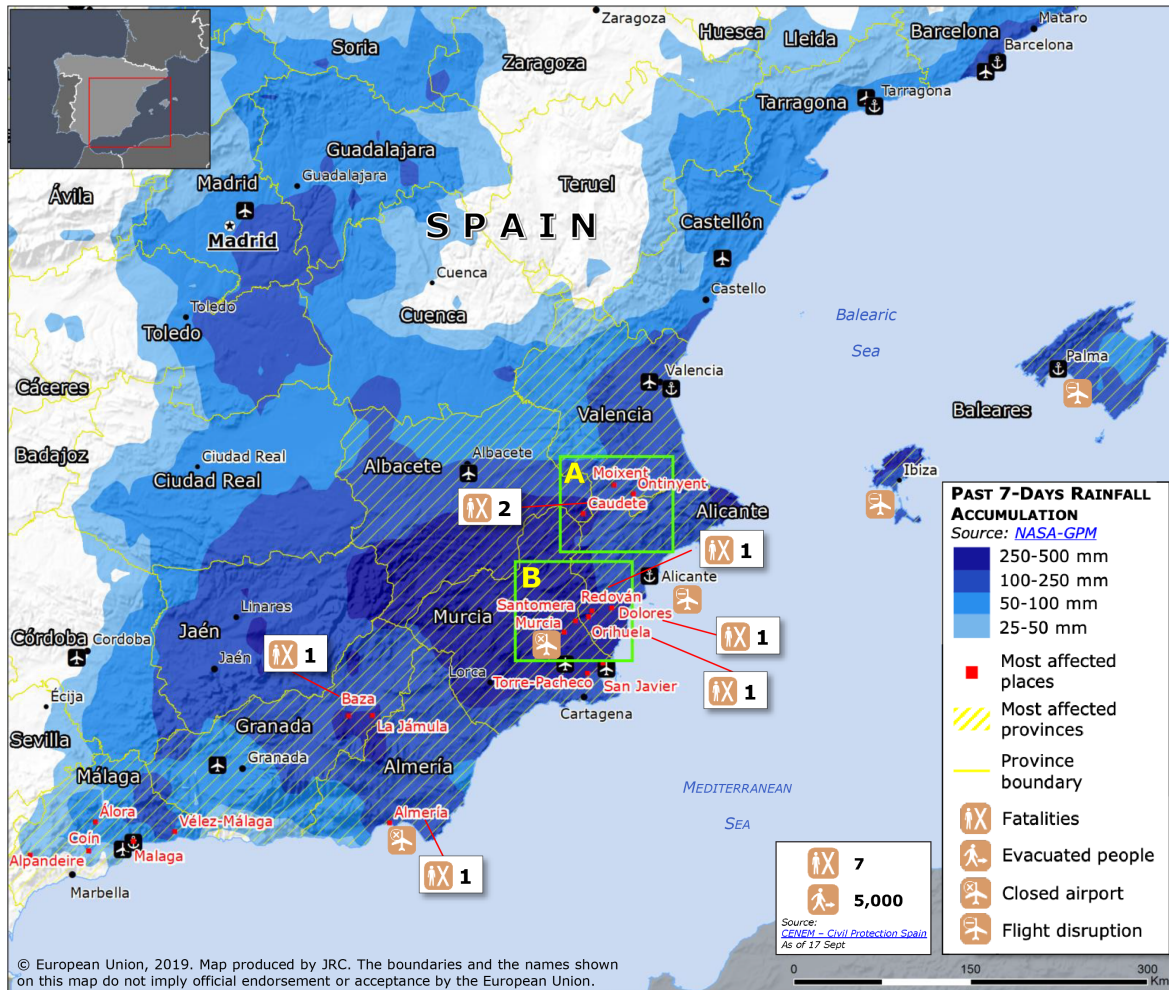 Zaragoza
Mataro
Huesca
Lleida
Barcelona
Barcelona
Soria
Zaragoza
Tarragona
Tarragona
Guadalajara
Guadalajara
Madrid
Teruel
Ávila
SPAIN
Castellón
Madrid
Cuenca
Castello
Toledo
Cuenca
Toledo
Balearic
Sea
Palma
Cáceres
Valencia
Valencia
Baleares
Badajoz
Ciudad Real
Albacete
Albacete
A
Moixent
Ibiza
Ciudad Real
Ontinyent
Caudete
2
Alicante
1
B
Alicante
Linares
Redován
Santomera
Dolores
Murcia
Murcia
Orihuela
1
Córdoba
Cordoba
Jaén
Jaén
1
Lorca
Torre-Pacheco
San Javier
1
Écija
Baza
Cartagena
La Jámula
Granada
Sevilla
Granada
Almería
Málaga
Mediterranean
Sea
Álora
Vélez-Málaga
Almería
Coín
Malaga
Alpandeire
1
Marbella
Past 7-Days Rainfall
Accumulation
Source: NASA-GPM
250-500 mm
100-250 mm
50-100 mm
25-50 mm
Most affected
places
Most affected
provinces
Province
boundary
Fatalities
Evacuated people
Closed airport
Flight disruption
7
5,000
Source:
CENEM – Civil Protection Spain
As of 17 Sept
© European Union, 2019. Map produced by JRC. The boundaries and the names shown
on this map do not imply official endorsement or acceptance by the European Union.
0 150 300
Km